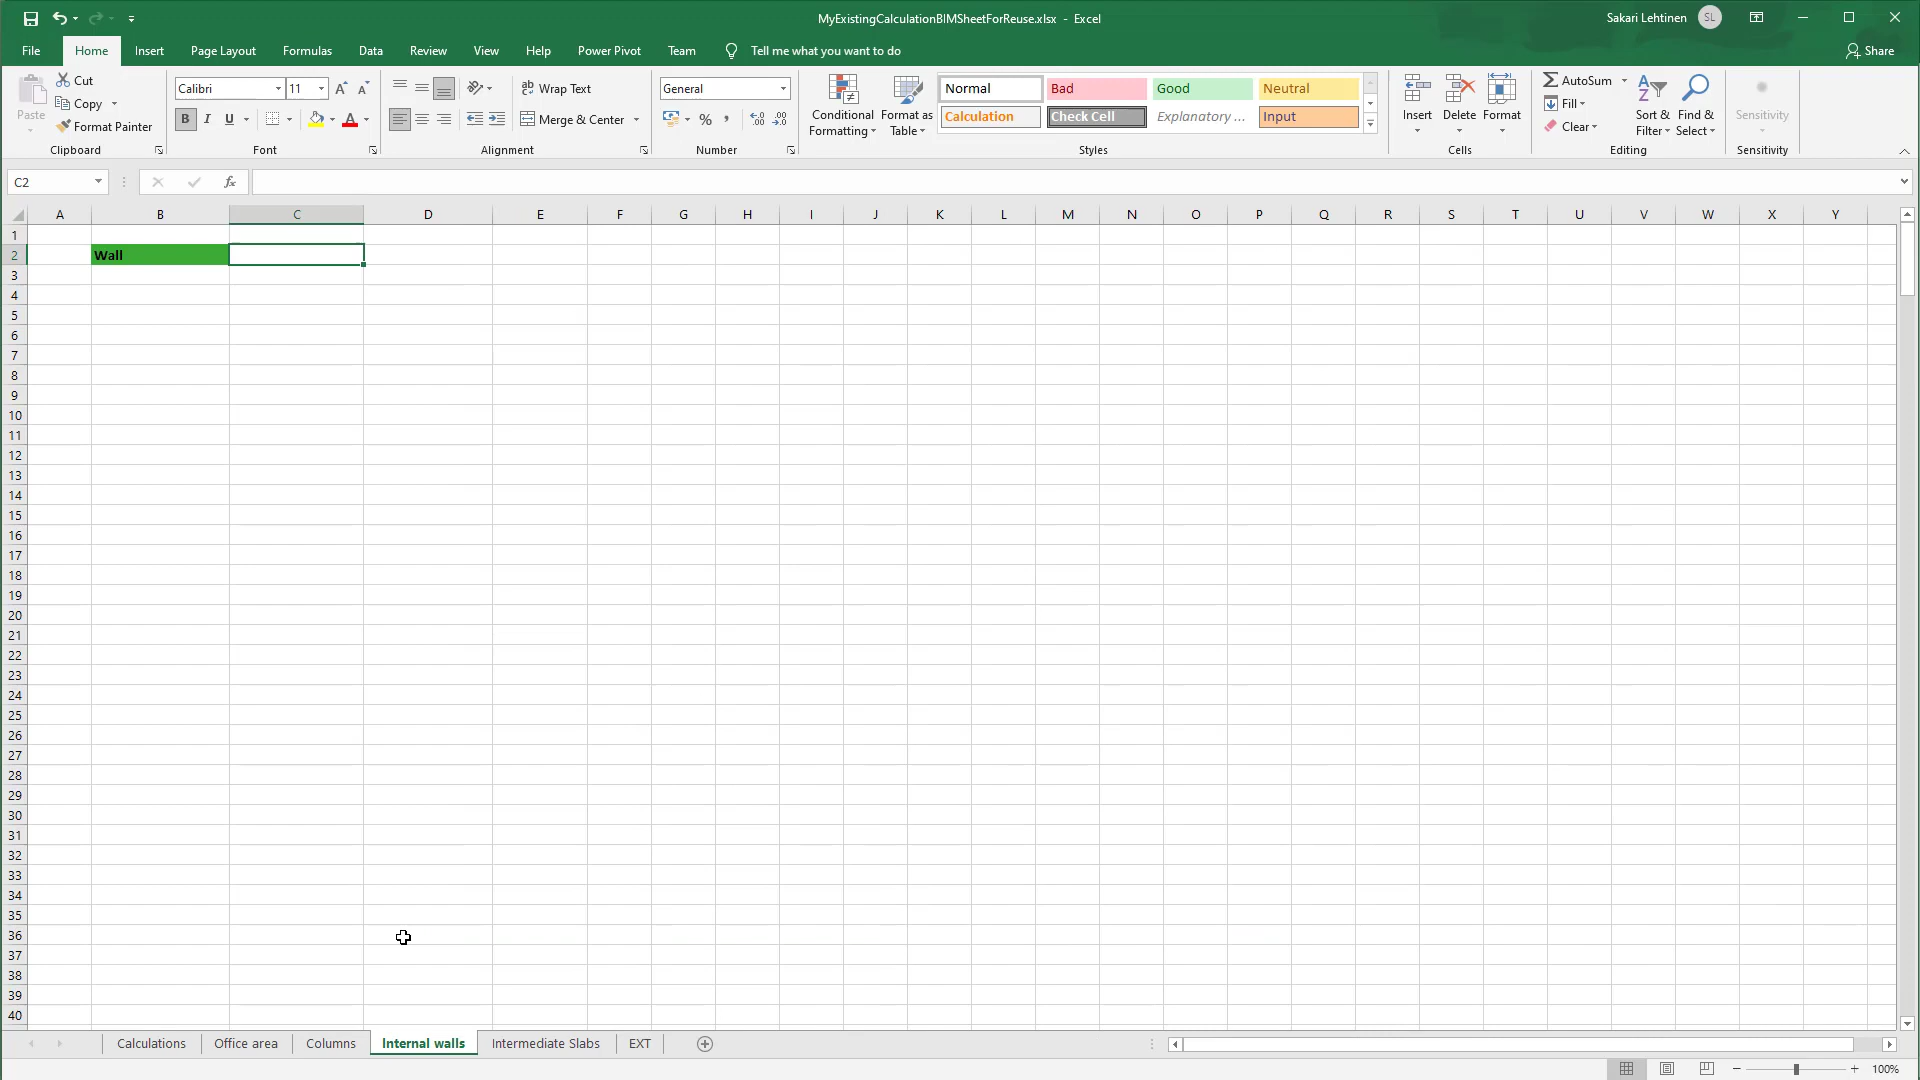 MyExistingCalculationBIMSheetForReuse.xlsx - Excel
Sakari Lehtinen SL
File Home Insert Page Layout Formulas Data Review View Help Power Pivot Team Tell me what you want to do Share
Paste
Cut
Copy
Format Painter
Clipboard
Calibri 11
B I U
Font
Wrap Text
Merge & Center
Alignment
General
%
Number
Conditional Formatting
Format as Table
Normal Bad Good Neutral
Calculation Check Cell Explanatory ... Input
Styles
Insert Delete Format
Cells
AutoSum
Fill
Clear
Sort & Filter
Find & Select
Editing
Sensitivity
Sensitivity
C2 fx
A B C D E F G H I J K L M N O P Q R S T U V W X Y
1
2 Wall
3
4
5
6
7
8
9
10
11
12
13
14
15
16
17
18
19
20
21
22
23
24
25
26
27
28
29
30
31
32
33
34
35
36
37
38
39
40
Calculations Office area Columns Internal walls Intermediate Slabs EXT
100%